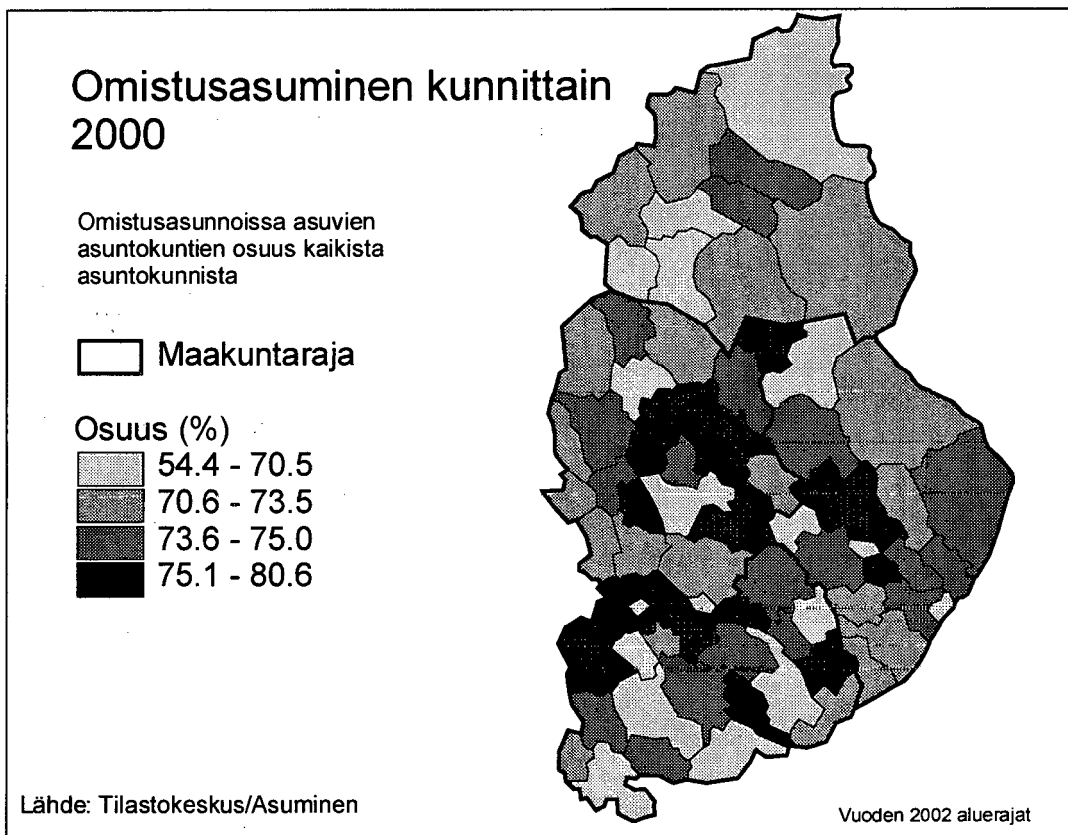 Omistusasuminen kunnittain
2000
Omistusasunnoissa asuvien
asuntokuntien osuus kaikista
asuntokunnista
Maakuntaraja
Osuus (%)
54.4 - 70.5
70.6 - 73.5
73.6 - 75.0
75.1 - 80.6
Lähde: Tilastokeskus/Asuminen
Vuoden 2002 aluerajat